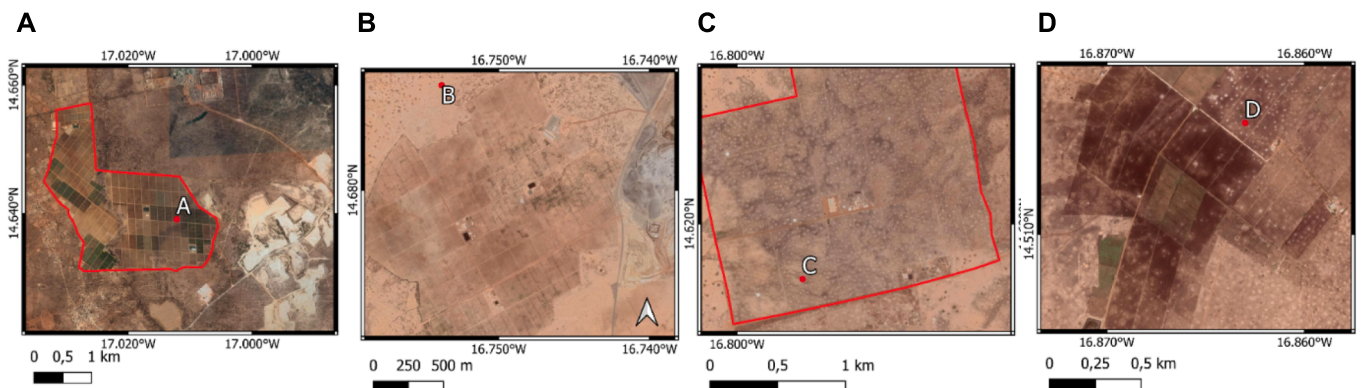 A
B
C
D
17.020°W 17.000°W
16.750°W 16.740°W
16.800°W
16.870°W 16.860°W
14.660°N
14.640°N
A
14.680°N
B
14.620°N
C
14.510°N
D
17.020°W 17.000°W
16.750°W 16.740°W
16.800°W
16.870°W 16.860°W
0 0,5 1 km
0 250 500 m
0 0,5 1 km
0 0,25 0,5 km